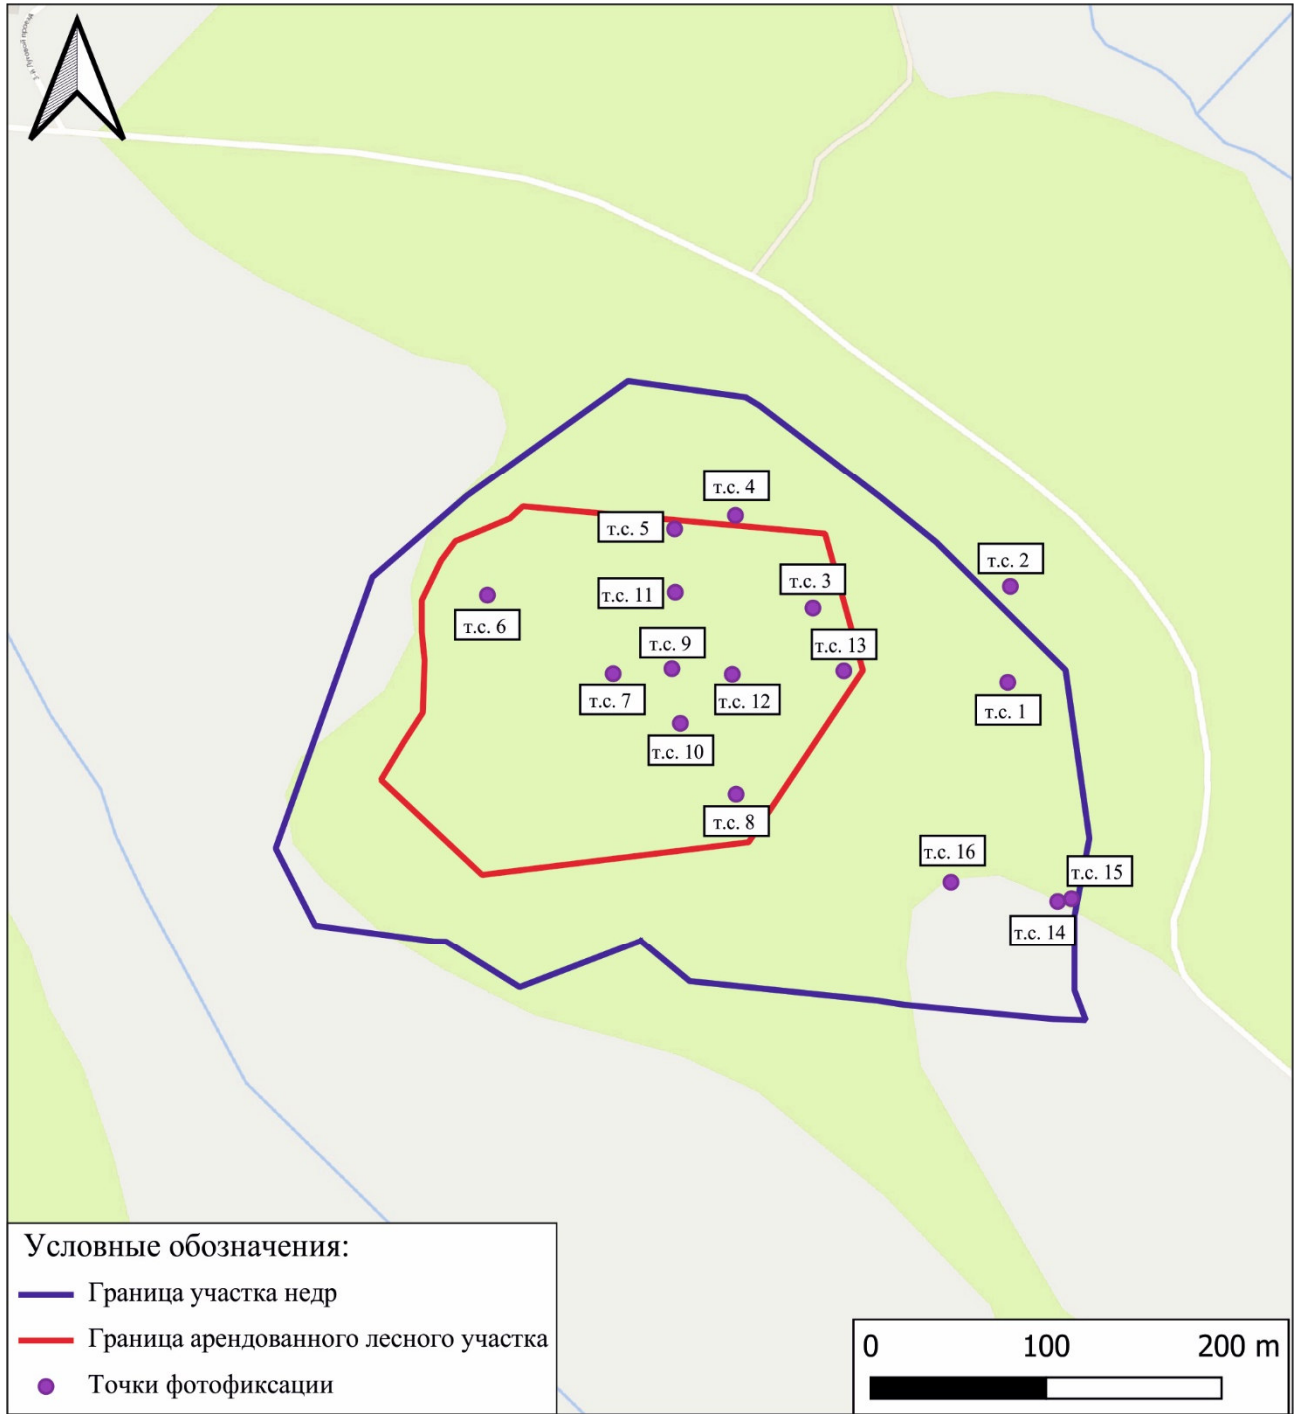 т.с. 4
т.с. 5
т.с. 2
т.с. 3
т.с. 11
т.с. 6
т.с. 9
т.с. 13
т.с. 7
т.с. 12
т.с. 1
т.с. 10
т.с. 8
т.с. 16
т.с. 15
т.с. 14
Условные обозначения:
Граница участка недр
Граница арендованного лесного участка
Точки фотофиксации
0 100 200 m